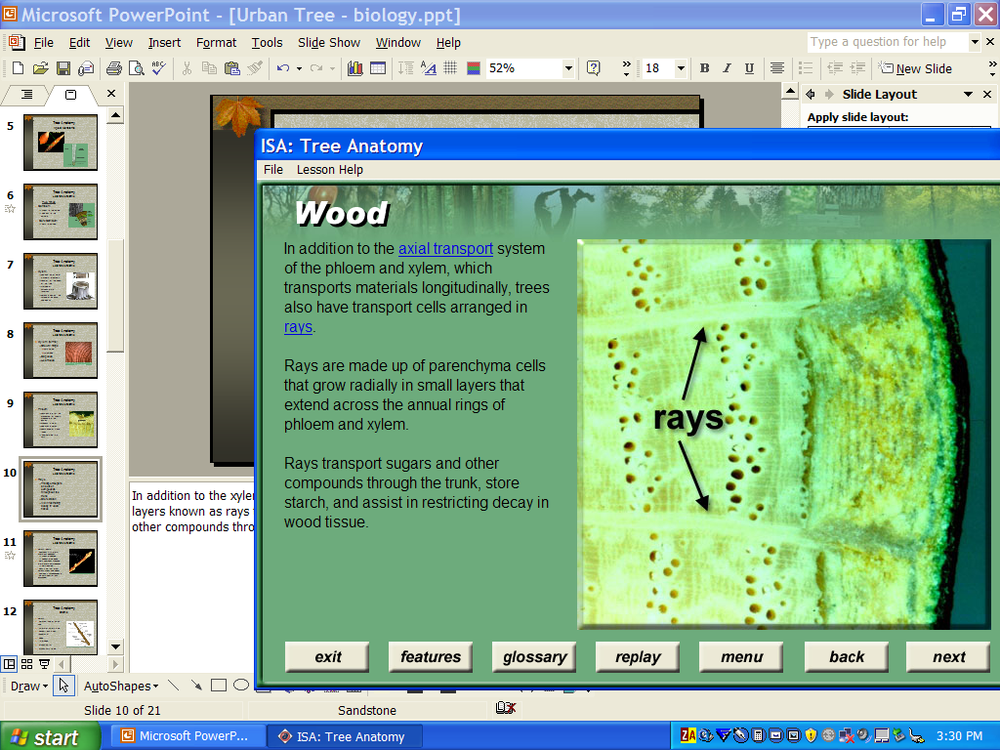 Microsoft PowerPoint - [Urban Tree - biology.ppt]
File Edit View Insert Format Tools Slide Show Window Help
Type a question for help
52%
18
B I U
New Slide
Slide Layout
Apply slide layout:
5
6
7
8
9
10
11
12
ISA: Tree Anatomy
File Lesson Help
Wood
In addition to the axial transport system
of the phloem and xylem, which
transports materials longitudinally, trees
also have transport cells arranged in
rays.
Rays are made up of parenchyma cells
that grow radially in small layers that
extend across the annual rings of
phloem and xylem.
Rays transport sugars and other
compounds through the trunk, store
starch, and assist in restricting decay in
wood tissue.
rays
exit features glossary replay menu back next
In addition to the xyle
layers known as rays
other compounds thro
Draw AutoShapes
Slide 10 of 21
Sandstone
start
Microsoft PowerP...
ISA: Tree Anatomy
ZA
3:30 PM